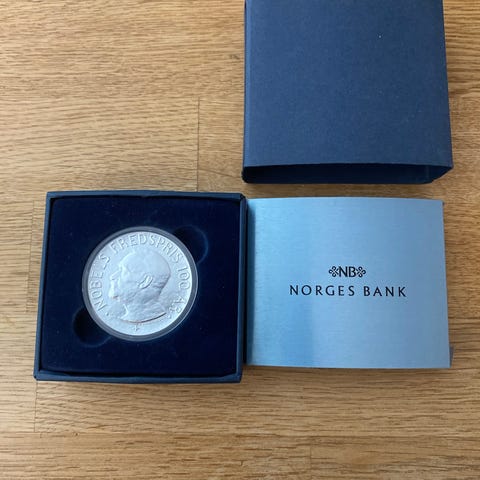 NOBELS FREDSPRIS 100 ÅR
NB
NORGES BANK